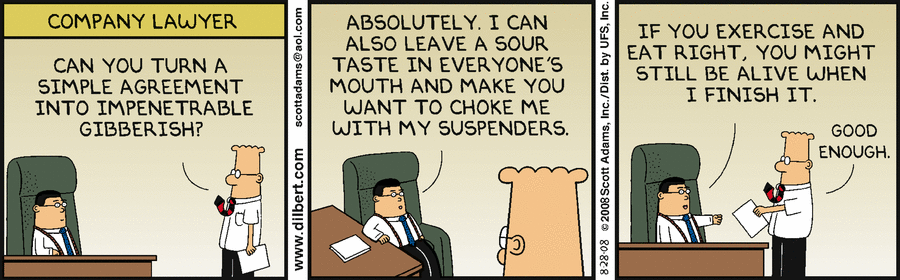 COMPANY LAWYER
CAN YOU TURN A
SIMPLE AGREEMENT
INTO IMPENETRABLE
GIBBERISH?
www.dilbert.com scottadams@aol.com
ABSOLUTELY. I CAN
ALSO LEAVE A SOUR
TASTE IN EVERYONE'S
MOUTH AND MAKE YOU
WANT TO CHOKE ME
WITH MY SUSPENDERS.
8-28-08 © 2008 Scott Adams, Inc./Dist. by UFS, Inc.
IF YOU EXERCISE AND
EAT RIGHT, YOU MIGHT
STILL BE ALIVE WHEN
I FINISH IT.
GOOD
ENOUGH.